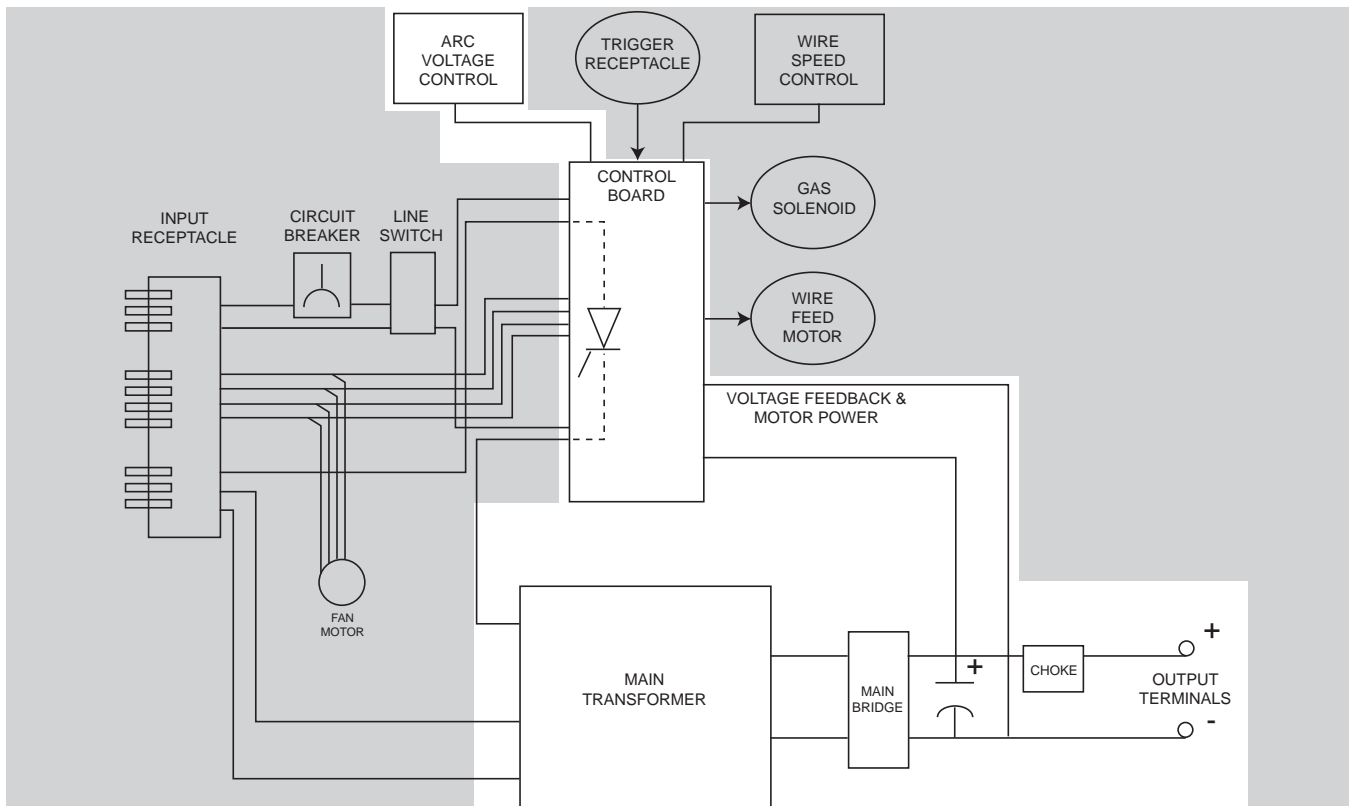 ARC
VOLTAGE
CONTROL
TRIGGER
RECEPTACLE
WIRE
SPEED
CONTROL
CONTROL
BOARD
GAS
SOLENOID
INPUT
RECEPTACLE
CIRCUIT
BREAKER
LINE
SWITCH
WIRE
FEED
MOTOR
VOLTAGE FEEDBACK &
MOTOR POWER
FAN
MOTOR
MAIN
TRANSFORMER
MAIN
BRIDGE
+
CHOKE
+
OUTPUT
TERMINALS
-